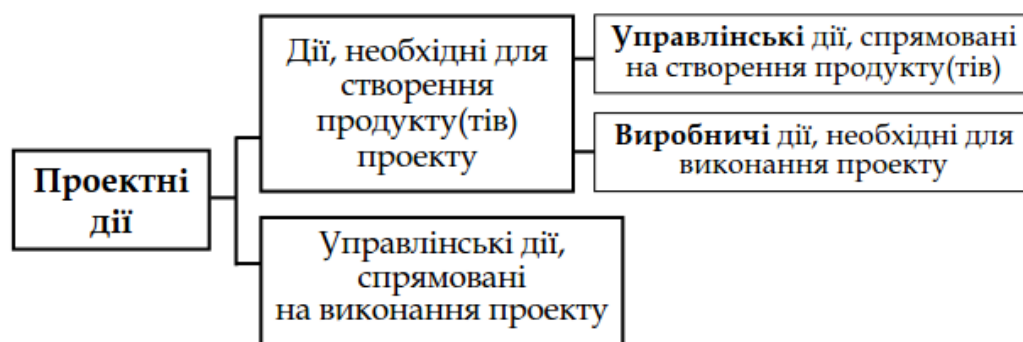 Проектні
дії
Дії, необхідні для
створення
продукту(тів)
проекту
Управлінські дії, спрямовані
на створення продукту(тів)
Виробничі дії, необхідні для
виконання проекту
Управлінські дії,
спрямовані
на виконання проекту